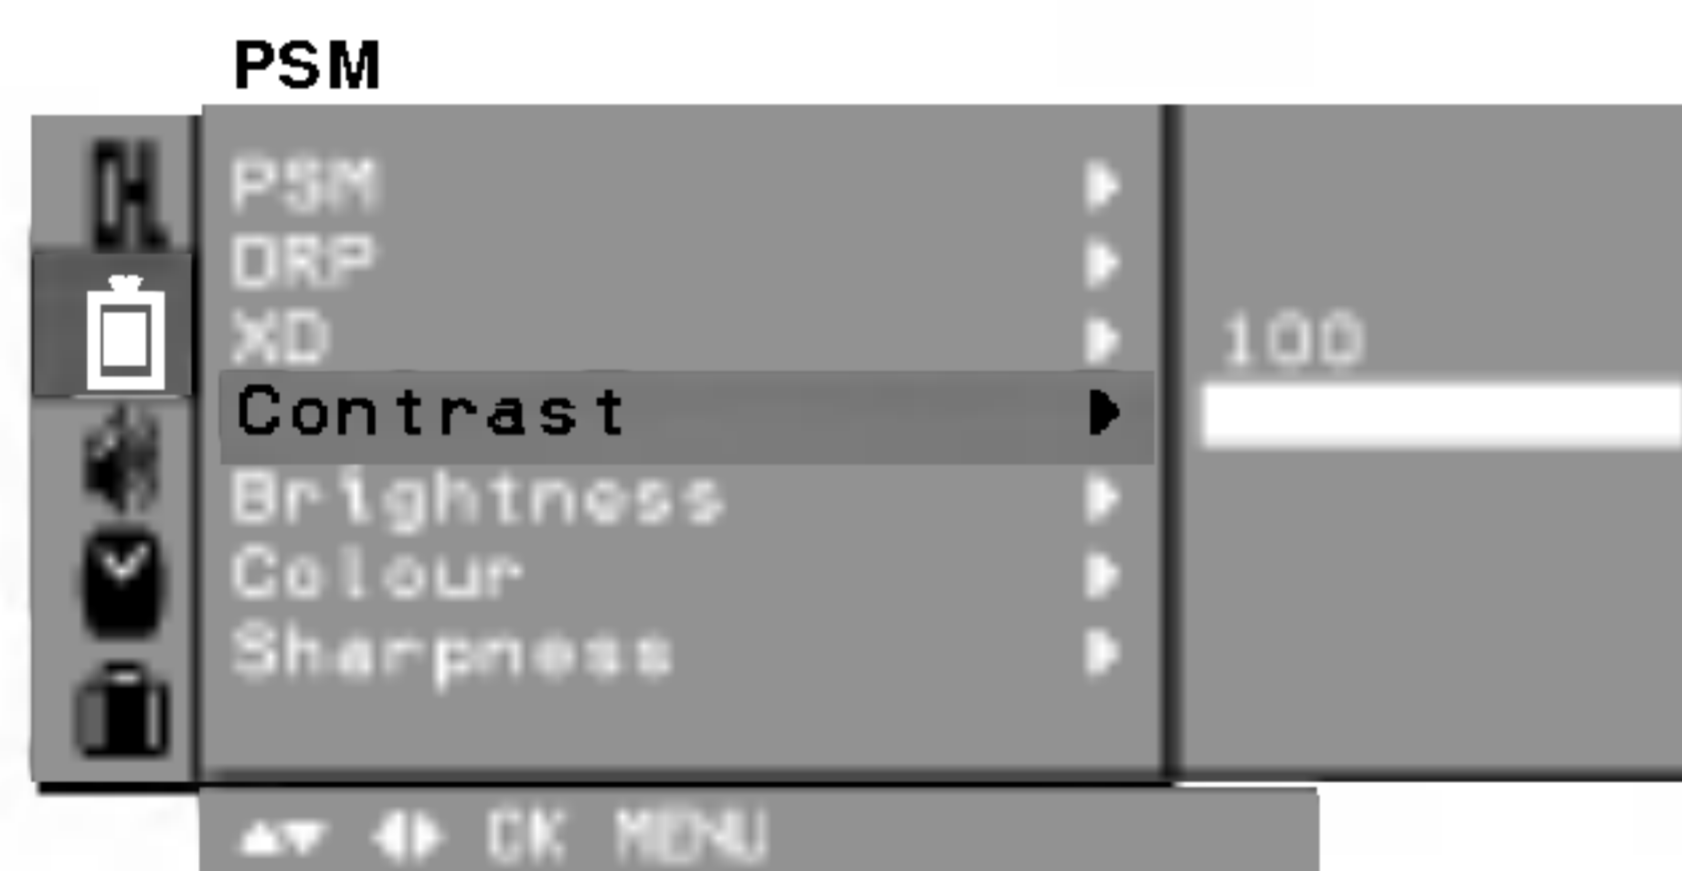 PSM
PSM
DRP
XD
100
Contrast
Brightness
Colour
Sharpness
OK MENU